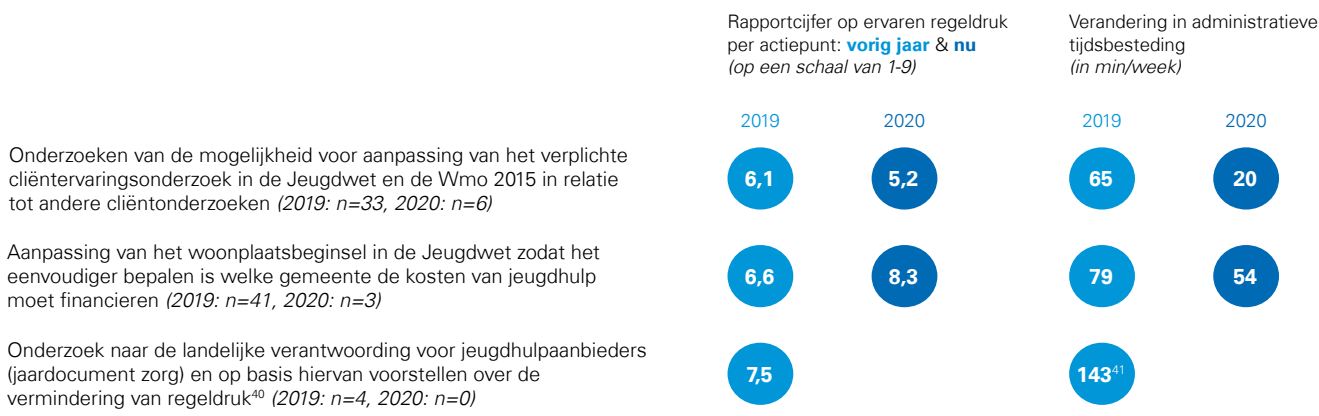 Rapportcijfer op ervaren regeldruk
per actiepunt: vorig jaar & nu
(op een schaal van 1-9)
Verandering in administratieve
tijdsbesteding
(in min/week)
2019 2020 2019 2020
Onderzoeken van de mogelijkheid voor aanpassing van het verplichte
cliëntervaringsonderzoek in de Jeugdwet en de Wmo 2015 in relatie
tot andere cliëntonderzoeken (2019: n=33, 2020: n=6)
6,1 5,2 65 20
Aanpassing van het woonplaatsbeginsel in de Jeugdwet zodat het
eenvoudiger bepalen is welke gemeente de kosten van jeugdhulp
moet financieren (2019: n=41, 2020: n=3)
6,6 8,3 79 54
Onderzoek naar de landelijke verantwoording voor jeugdhulpaanbieders
(jaardocument zorg) en op basis hiervan voorstellen over de
vermindering van regeldruk⁴⁰ (2019: n=4, 2020: n=0)
7,5 143⁴¹